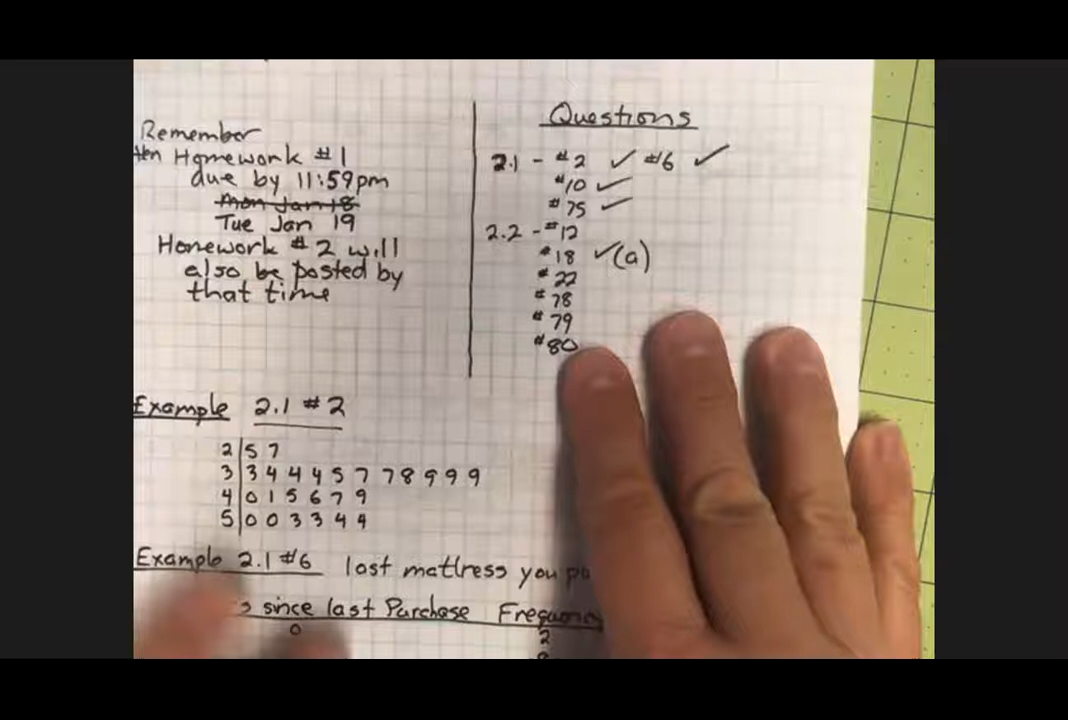 Remember
Homework #1
due by 11:59pm
Mon Jan 18
Tue Jan 19
Homework #2 will
also be posted by
that time
Questions
2.1 - #2 ✓ #6 ✓
#10 ✓
#75 ✓
2.2 - #12
#18 ✓(a)
#22
#78
#79
#80
Example 2.1 #2
2 | 5 7
3 | 3 4 4 4 5 7 7 8 9 9 9
4 | 0 1 5 6 7 9
5 | 0 0 3 3 4 4
Example 2.1 #6 last mattress you
since last Purchase Frequency
0 2